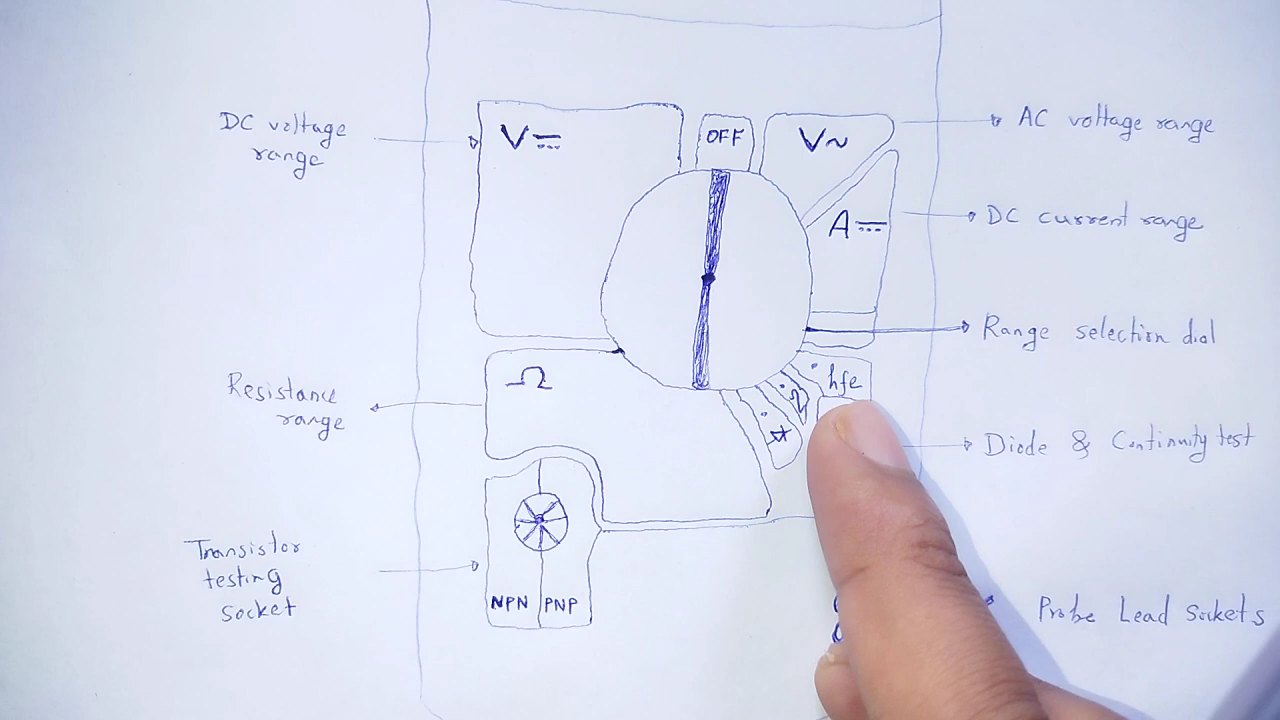 DC voltage
range
V
OFF
V~
AC voltage range
A
DC current range
Range selection dial
Resistance
range
Ω
hfe
Diode & Continuity test
Transistor
testing
socket
NPN PNP
Probe Lead Sockets